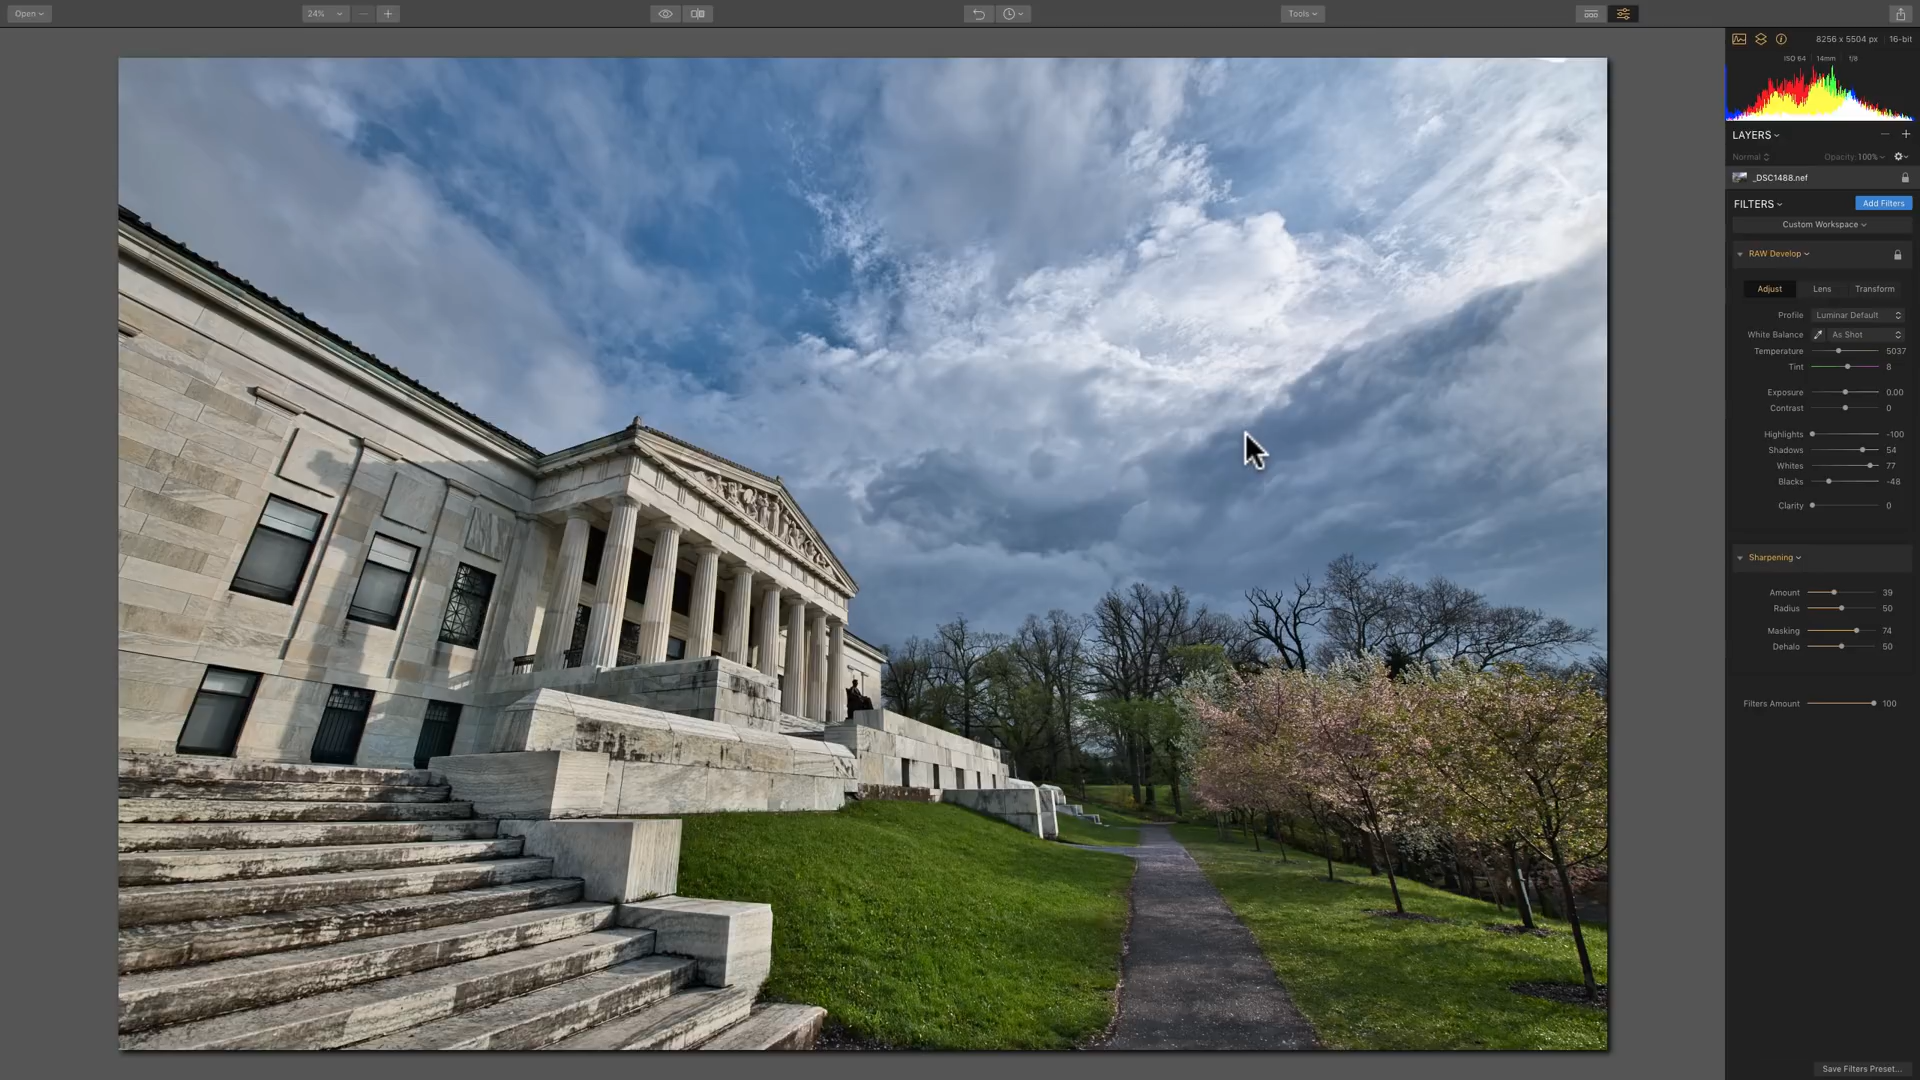 Open
24%
Tools
8256 x 5504 px
16-bit
ISO 64
14mm
f/8
LAYERS
Normal
Opacity: 100%
_DSC1488.nef
FILTERS
Add Filters
Custom Workspace
RAW Develop
Adjust
Lens
Transform
Profile Luminar Default
White Balance As Shot
Temperature 5037
Tint 8
Exposure 0.00
Contrast 0
Highlights -100
Shadows 54
Whites 77
Blacks -48
Clarity 0
Sharpening
Amount 39
Radius 50
Masking 74
Dehalo 50
Filters Amount 100
Save Filters Preset...